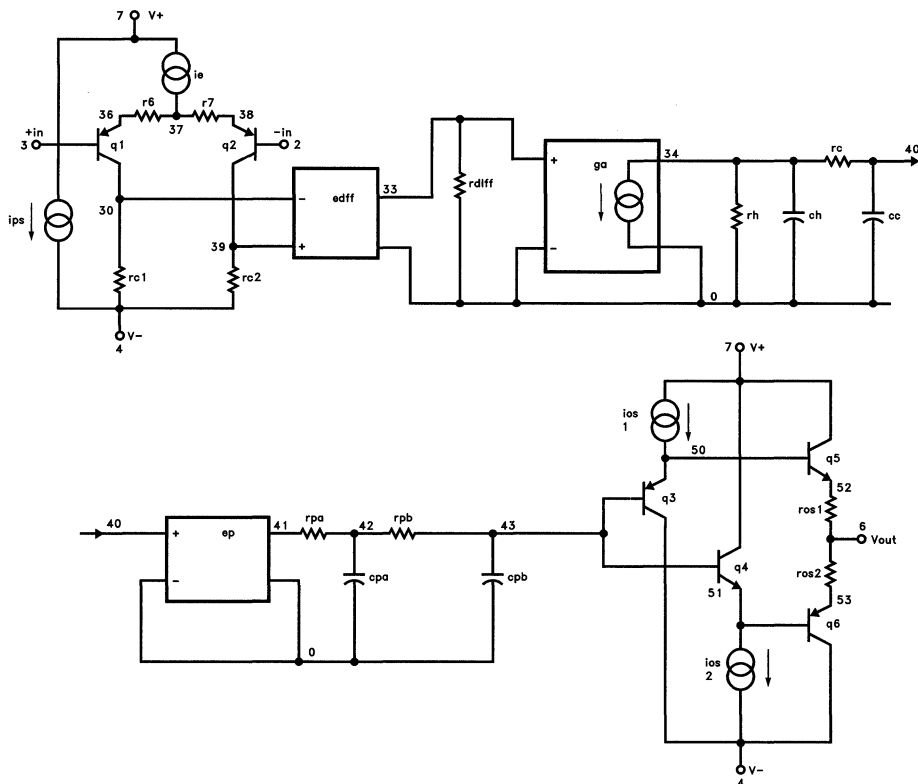 7 V+
ie
r6 r7
36 37 38
+in
3
q1
q2
-in
2
ips
30
39
rc1
rc2
V-
4
edff
33
rdiff
ga
34
rc
40
+
-
-
+
rh
ch
cc
0
40
ep
+
-
41
rpa
42
rpb
43
cpa
cpb
0
7 V+
ios
1
50
q3
q4
51
q5
52
ros1
6
Vout
ros2
53
q6
ios
2
V-
4